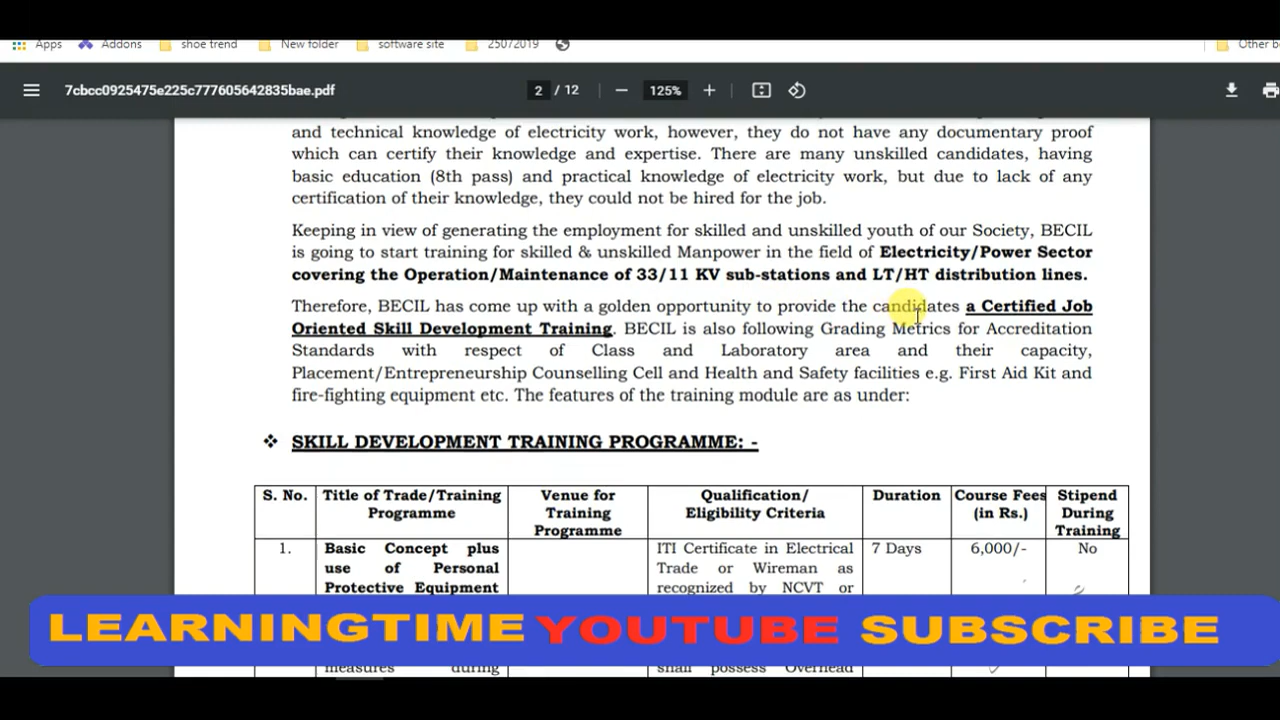 Apps Addons shoe trend New folder software site 25072019 Other b
7cbcc0925475e225c777605642835bae.pdf 2 / 12 125%
and technical knowledge of electricity work, however, they do not have any documentary proof
which can certify their knowledge and expertise. There are many unskilled candidates, having
basic education (8th pass) and practical knowledge of electricity work, but due to lack of any
certification of their knowledge, they could not be hired for the job.
Keeping in view of generating the employment for skilled and unskilled youth of our Society, BECIL
is going to start training for skilled & unskilled Manpower in the field of Electricity/Power Sector
covering the Operation/Maintenance of 33/11 KV sub-stations and LT/HT distribution lines.
Therefore, BECIL has come up with a golden opportunity to provide the candidates a Certified Job
Oriented Skill Development Training. BECIL is also following Grading Metrics for Accreditation
Standards with respect of Class and Laboratory area and their capacity,
Placement/Entrepreneurship Counselling Cell and Health and Safety facilities e.g. First Aid Kit and
fire-fighting equipment etc. The features of the training module are as under:
❖ SKILL DEVELOPMENT TRAINING PROGRAMME: -
S. No. Title of Trade/Training Venue for Qualification/ Duration Course Fees Stipend
Programme Training Eligibility Criteria (in Rs.) During
Programme Training
1. Basic Concept plus ITI Certificate in Electrical 7 Days 6,000/- No
use of Personal Trade or Wireman as
Protective Equipment recognized by NCVT or
LEARNINGTIME YOUTUBE SUBSCRIBE
measures during shall possess Overhead